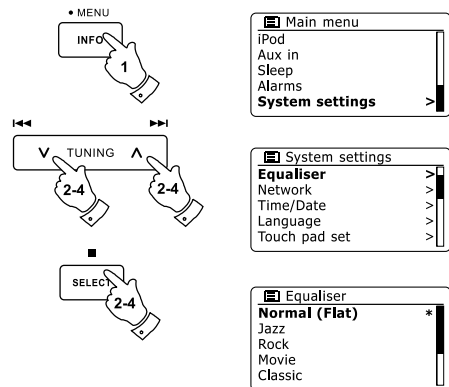 • MENU
INFO
1
V TUNING Λ
2-4
2-4
SELECT
2-4
Main menu
iPod
Aux in
Sleep
Alarms
System settings >
System settings
Equaliser >
Network >
Time/Date >
Language >
Touch pad set >
Equaliser
Normal (Flat) *
Jazz
Rock
Movie
Classic